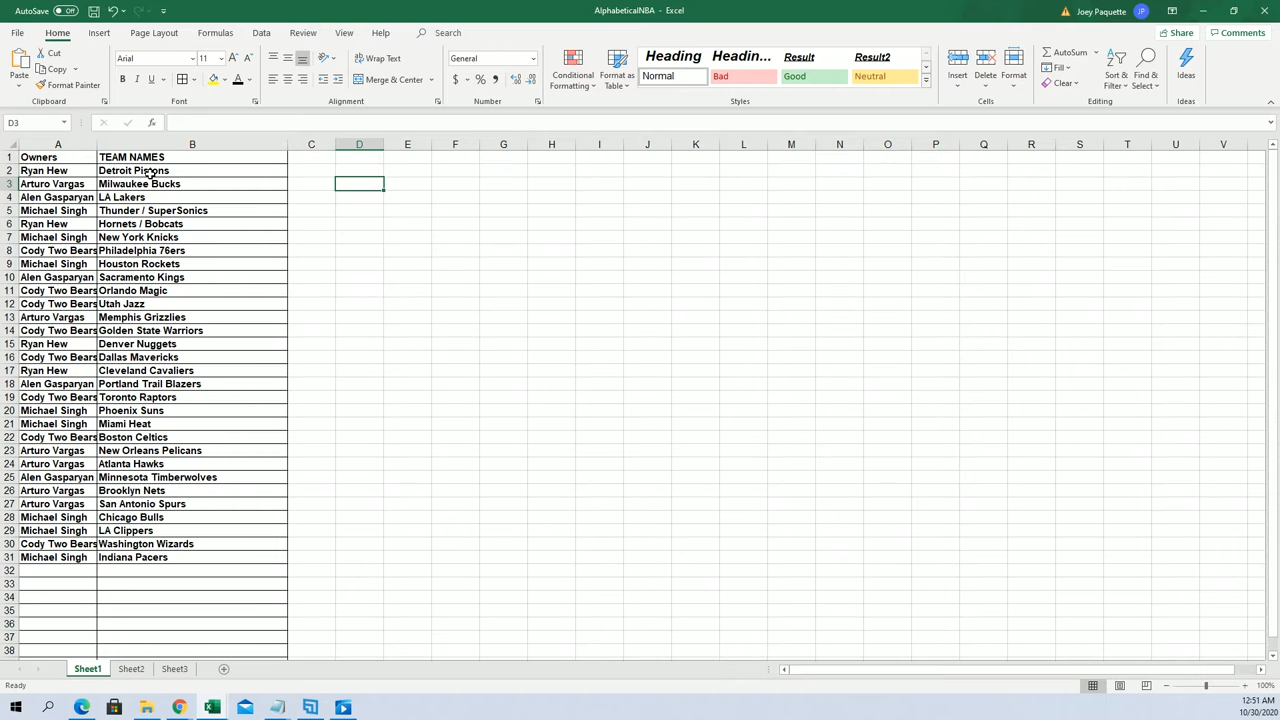 AutoSave Off AlphabeticalNBA - Excel Joey Paquette JP
File Home Insert Page Layout Formulas Data Review View Help Search Share Comments
Paste Cut Copy Format Painter Clipboard
Arial 11 B I U A Font
Wrap Text Merge & Center Alignment
General $ % Number
Conditional Formatting Format as Table
Heading Headin... Result Result2
Normal Bad Good Neutral
Styles
Insert Delete Format Cells
AutoSum Fill Clear Sort & Filter Find & Select Editing
Ideas Ideas
D3 fx
A B C D E F G H I J K L M N O P Q R S T U V
1 Owners TEAM NAMES
2 Ryan Hew Detroit Pistons
3 Arturo Vargas Milwaukee Bucks
4 Alen Gasparyan LA Lakers
5 Michael Singh Thunder / SuperSonics
6 Ryan Hew Hornets / Bobcats
7 Michael Singh New York Knicks
8 Cody Two Bears Philadelphia 76ers
9 Michael Singh Houston Rockets
10 Alen Gasparyan Sacramento Kings
11 Cody Two Bears Orlando Magic
12 Cody Two Bears Utah Jazz
13 Arturo Vargas Memphis Grizzlies
14 Cody Two Bears Golden State Warriors
15 Ryan Hew Denver Nuggets
16 Cody Two Bears Dallas Mavericks
17 Ryan Hew Cleveland Cavaliers
18 Alen Gasparyan Portland Trail Blazers
19 Cody Two Bears Toronto Raptors
20 Michael Singh Phoenix Suns
21 Michael Singh Miami Heat
22 Cody Two Bears Boston Celtics
23 Arturo Vargas New Orleans Pelicans
24 Arturo Vargas Atlanta Hawks
25 Alen Gasparyan Minnesota Timberwolves
26 Arturo Vargas Brooklyn Nets
27 Arturo Vargas San Antonio Spurs
28 Michael Singh Chicago Bulls
29 Michael Singh LA Clippers
30 Cody Two Bears Washington Wizards
31 Michael Singh Indiana Pacers
32
33
34
35
36
37
38
Sheet1 Sheet2 Sheet3
Ready 100%
12:51 AM
10/30/2020